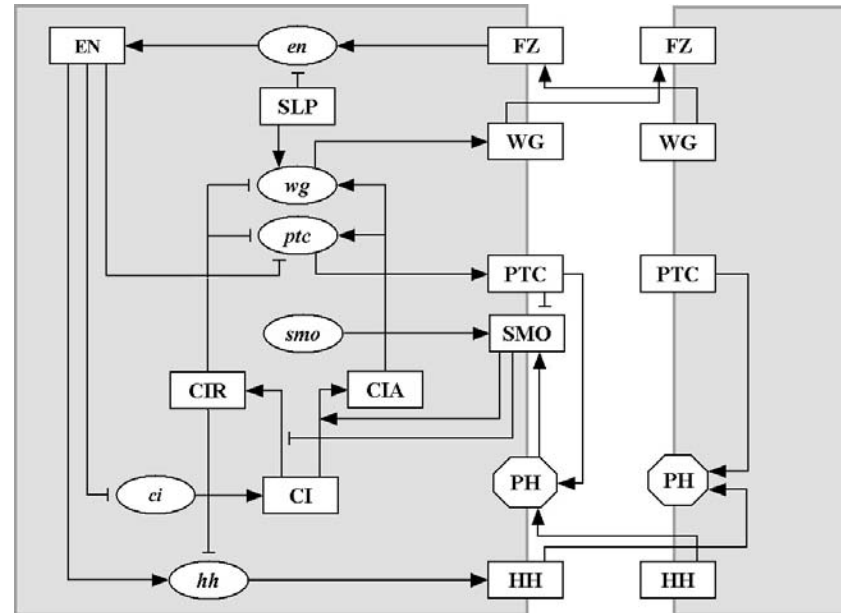 EN
en
FZ
FZ
SLP
WG
WG
wg
ptc
PTC
PTC
smo
SMO
CIR
CIA
ci
CI
PH
PH
hh
HH
HH